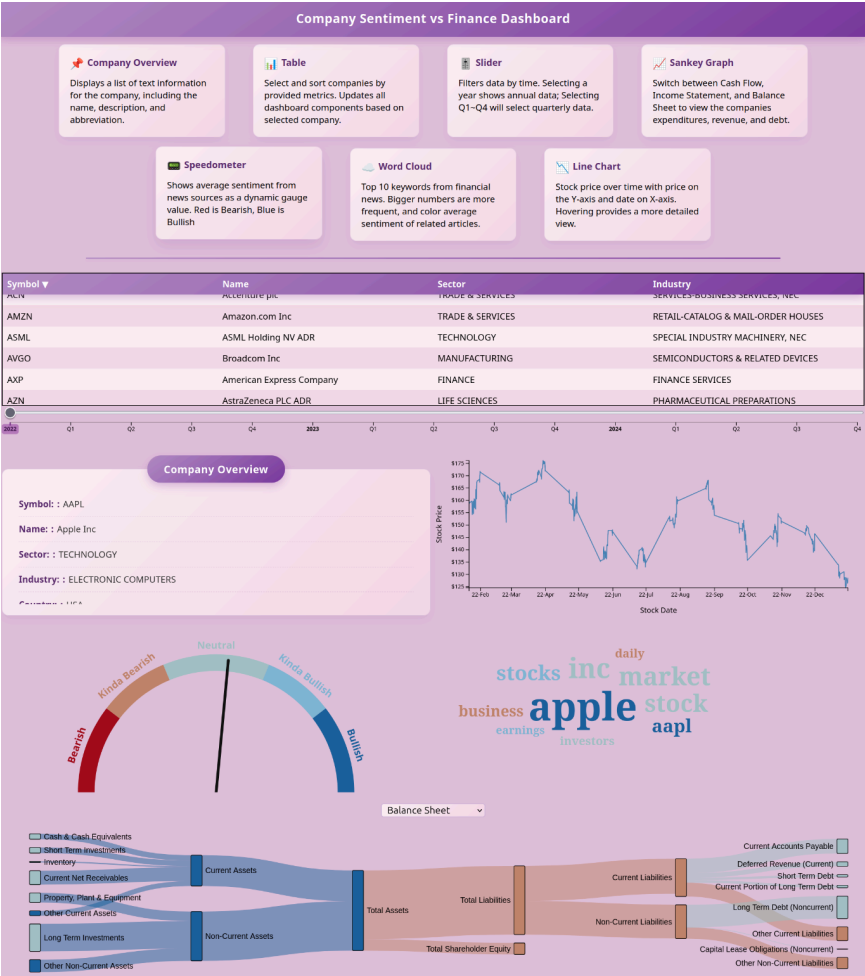 Company Sentiment vs Finance Dashboard
Company Overview
Displays a list of text information
for the company, including the
name, description, and
abbreviation.
Table
Select and sort companies by
provided metrics. Updates all
dashboard components based on
selected company.
Slider
Filters data by time. Selecting a
year shows annual data; Selecting
Q1~Q4 will select quarterly data.
Sankey Graph
Switch between Cash Flow,
Income Statement, and Balance
Sheet to view the companies
expenditures, revenue, and debt.
Speedometer
Shows average sentiment from
news sources as a dynamic gauge
value. Red is Bearish, Blue is
Bullish
Word Cloud
Top 10 keywords from financial
news. Bigger numbers are more
frequent, and color average
sentiment of related articles.
Line Chart
Stock price over time with price on
the Y-axis and date on X-axis.
Hovering provides a more detailed
view.
Symbol ▼ Name Sector Industry
ACN Accenture plc TRADE & SERVICES SERVICES-BUSINESS SERVICES, NEC
AMZN Amazon.com Inc TRADE & SERVICES RETAIL-CATALOG & MAIL-ORDER HOUSES
ASML ASML Holding NV ADR TECHNOLOGY SPECIAL INDUSTRY MACHINERY, NEC
AVGO Broadcom Inc MANUFACTURING SEMICONDUCTORS & RELATED DEVICES
AXP American Express Company FINANCE FINANCE SERVICES
AZN AstraZeneca PLC ADR LIFE SCIENCES PHARMACEUTICAL PREPARATIONS
2022 Q1 Q2 Q3 Q4 2023 Q1 Q2 Q3 Q4 2024 Q1 Q2 Q3 Q4
Company Overview
Symbol: : AAPL
Name: : Apple Inc
Sector: : TECHNOLOGY
Industry: : ELECTRONIC COMPUTERS
Country: : USA
$175
$170
$165
$160
$155
$150
$145
$140
$135
$130
$125
Stock Price
22-Feb 22-Mar 22-Apr 22-May 22-Jun 22-Jul 22-Aug 22-Sep 22-Oct 22-Nov 22-Dec
Stock Date
Bearish
Kinda Bearish
Neutral
Kinda Bullish
Bullish
daily
stocks inc market
business apple stock
earnings aapl
investors
Balance Sheet
Cash & Cash Equivalents
Short Term Investments
Inventory
Current Net Receivables
Property, Plant & Equipment
Other Current Assets
Long Term Investments
Other Non-Current Assets
Current Assets
Non-Current Assets
Total Assets
Total Liabilities
Total Shareholder Equity
Current Liabilities
Non-Current Liabilities
Current Accounts Payable
Deferred Revenue (Current)
Short Term Debt
Current Portion of Long Term Debt
Long Term Debt (Noncurrent)
Other Current Liabilities
Capital Lease Obligations (Noncurrent)
Other Non-Current Liabilities